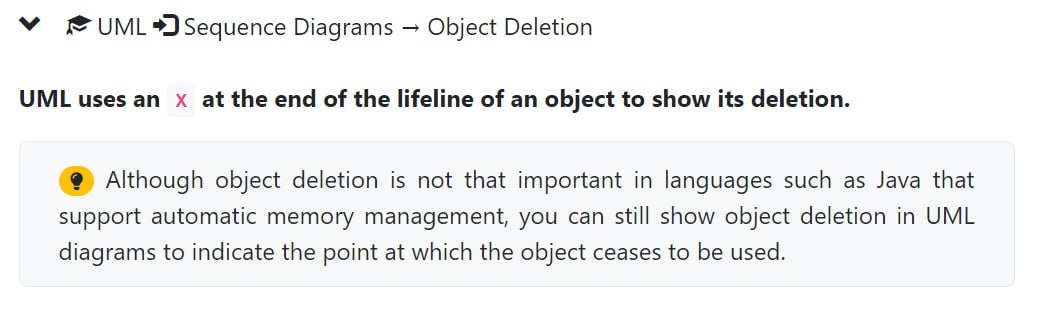 UML Sequence Diagrams → Object Deletion
UML uses an X at the end of the lifeline of an object to show its deletion.
Although object deletion is not that important in languages such as Java that
support automatic memory management, you can still show object deletion in UML
diagrams to indicate the point at which the object ceases to be used.